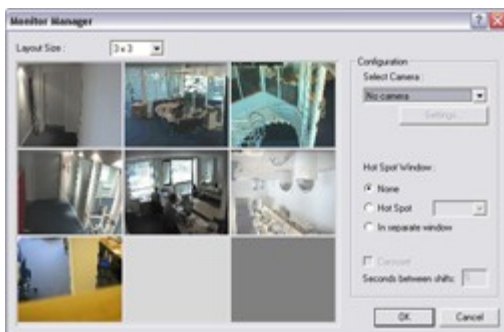 Monitor Manager
Layout Size :
3 x 3
Configuration
Select Camera :
No camera
Settings...
Hot Spot Window :
None
Hot Spot
In separate window
Carousel
Seconds between shifts:
OK
Cancel